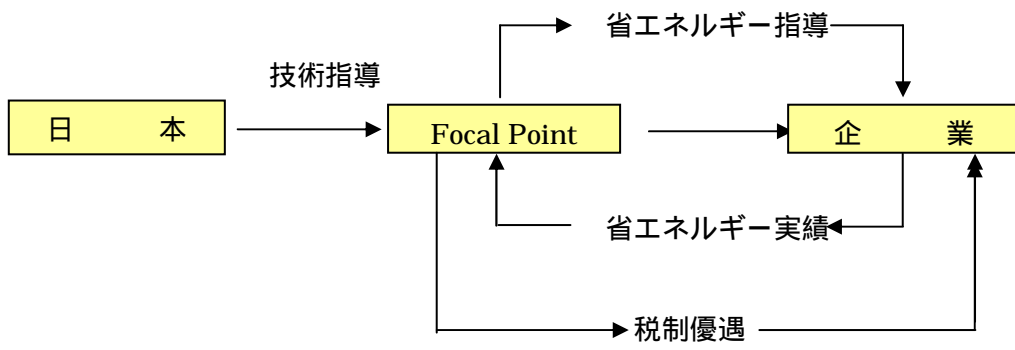 省エネルギー指導
技術指導
日 本
Focal Point
企 業
省エネルギー実績
税制優遇